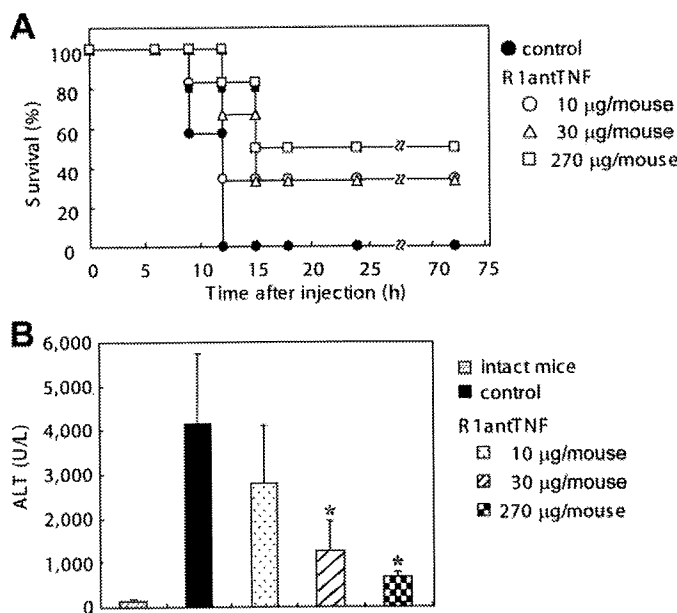 A
100
80
60
40
20
0
Survival (%)
0 5 10 15 20 25 70 75
Time after injection (h)
control
R1antTNF
10 μg/mouse
30 μg/mouse
270 μg/mouse
B
6,000
5,000
4,000
3,000
2,000
1,000
0
ALT (U/L)
* *
intact mice
control
R1antTNF
10 μg/mouse
30 μg/mouse
270 μg/mouse